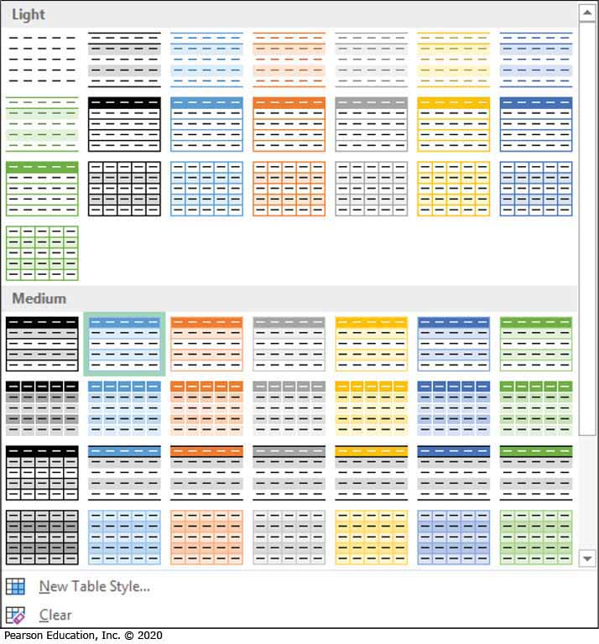 Light
Medium
New Table Style...
Clear
Pearson Education, Inc. © 2020